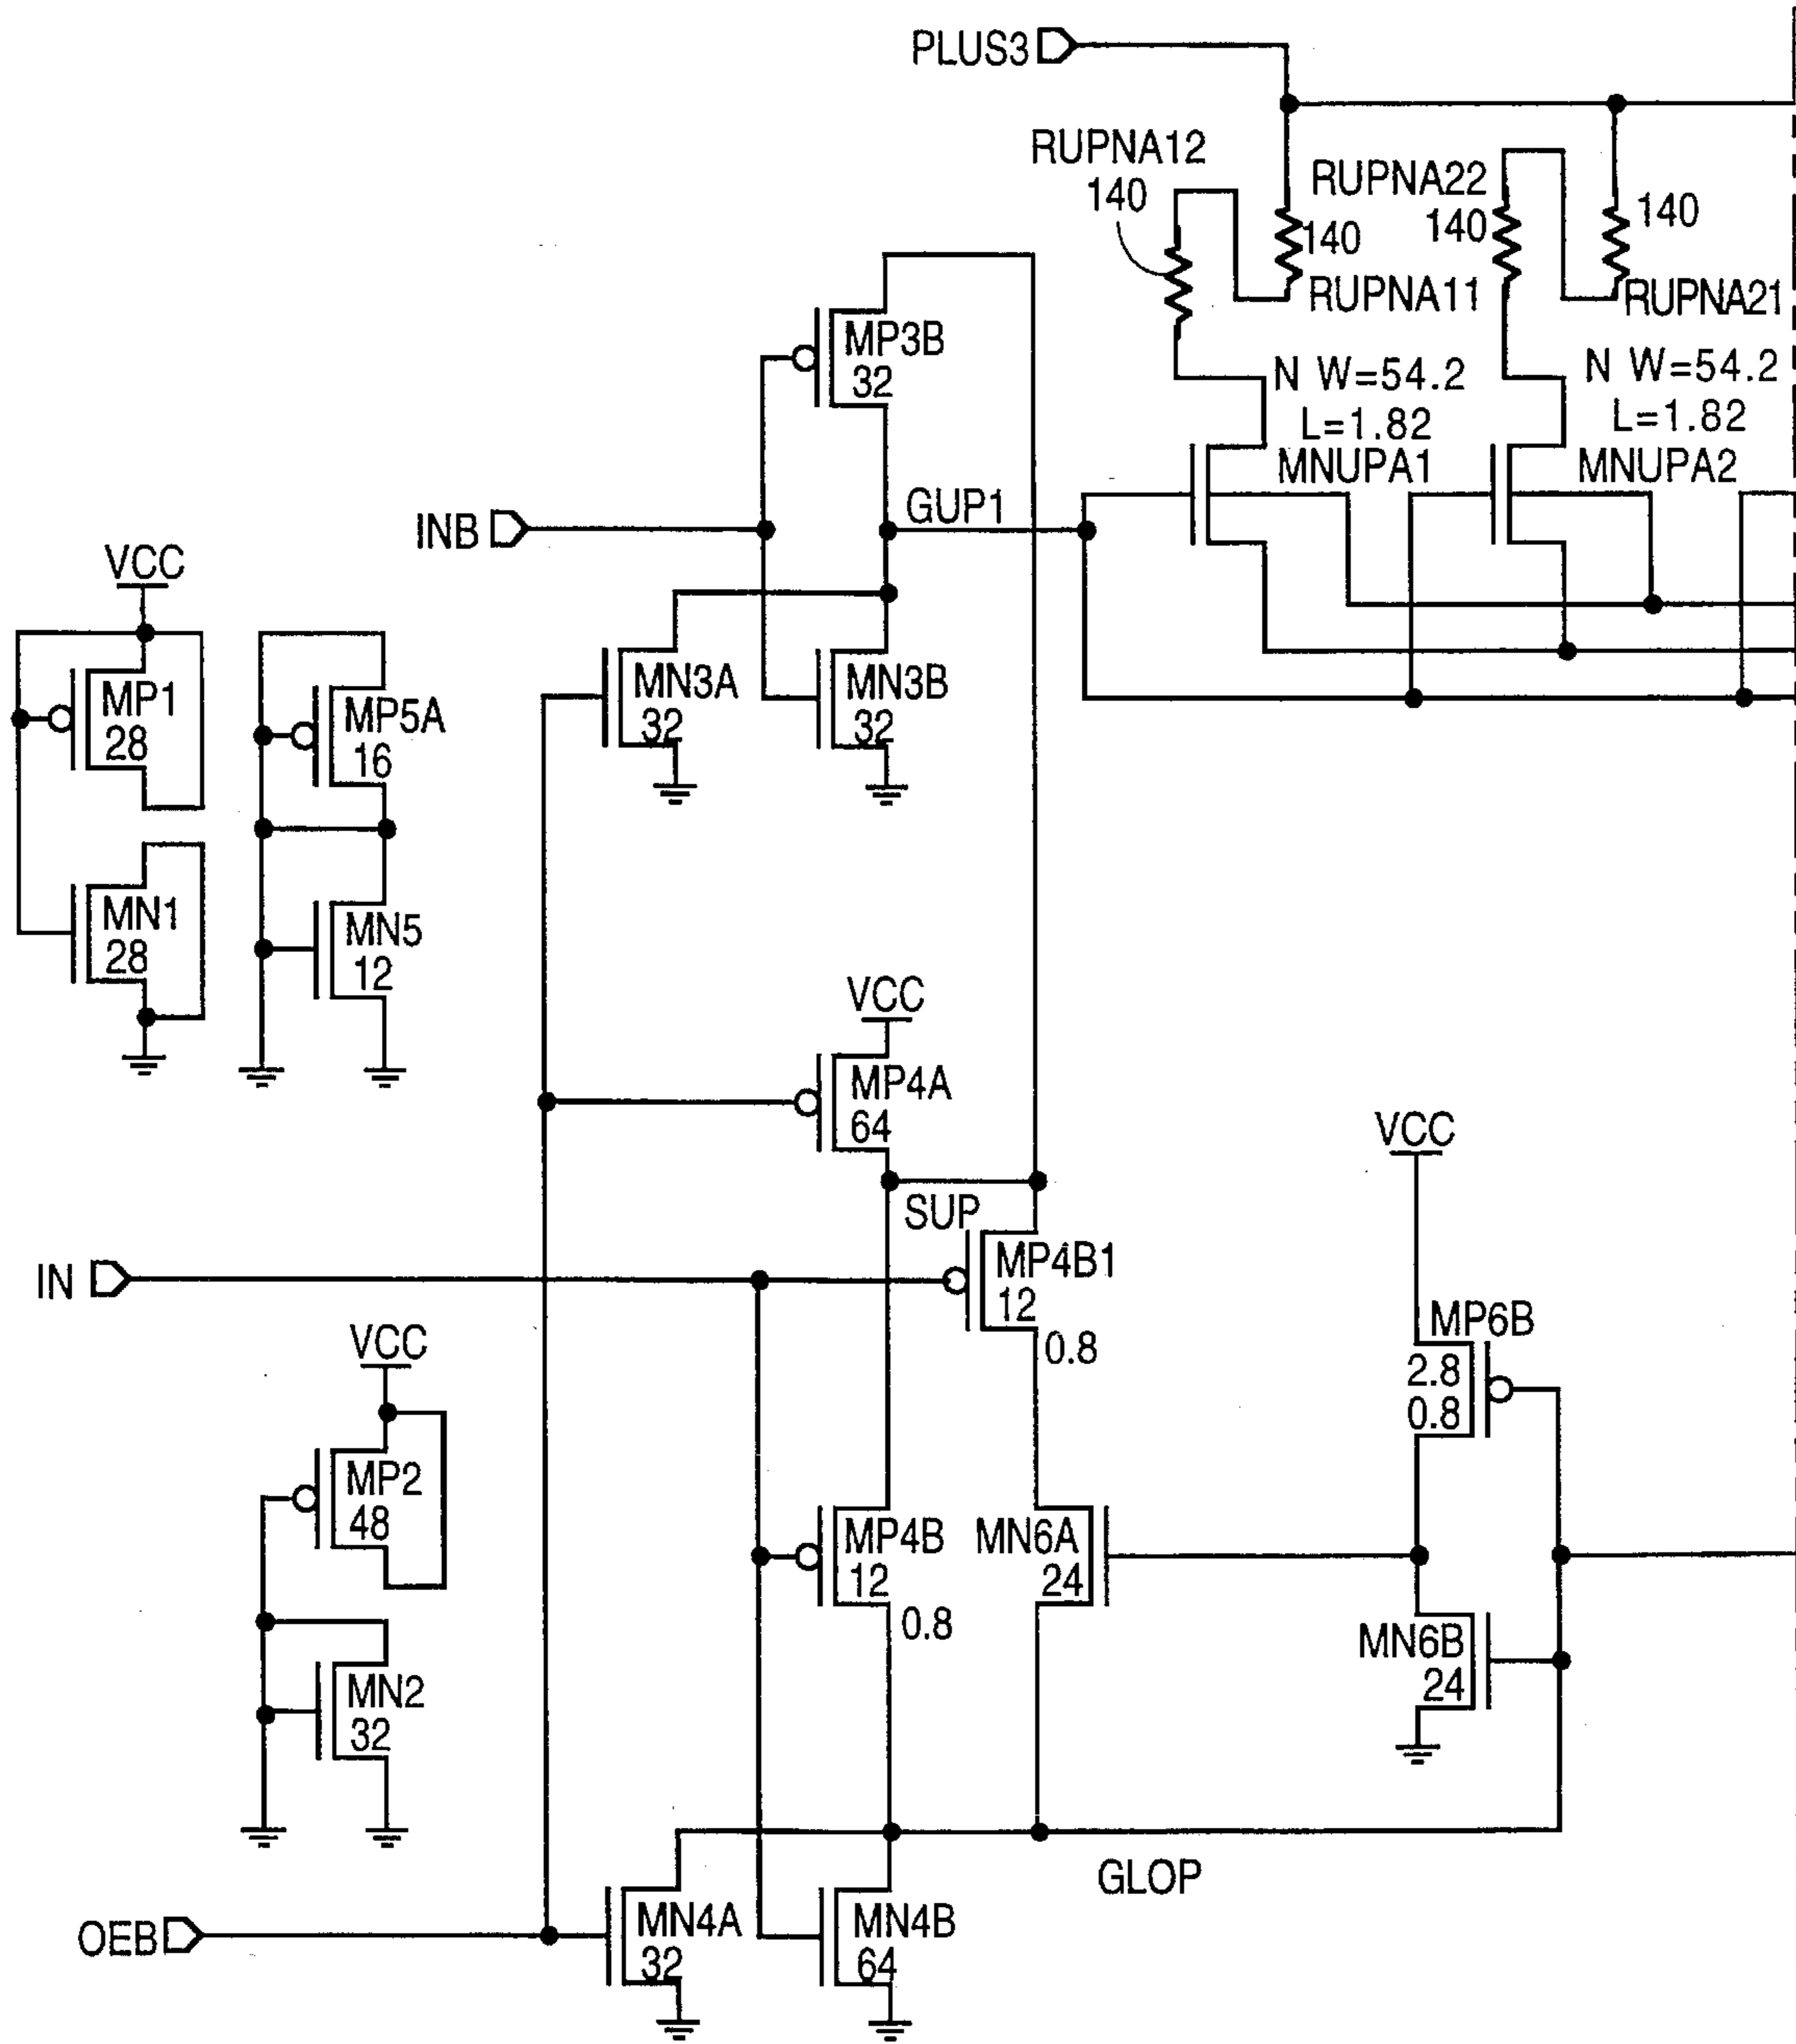 PLUS3
RUPNA12
140
140
RUPNA11
RUPNA22
140
140
RUPNA21
N W=54.2
L=1.82
MNUPA1
N W=54.2
L=1.82
MNUPA2
MP3B
32
GUP1
INB
VCC
MP1
28
MP5A
16
MN3A
32
MN3B
32
MN1
28
MN5
12
VCC
MP4A
64
VCC
SUP
IN
MP4B1
12
0.8
VCC
MP6B
2.8
0.8
MP2
48
MP4B
12
0.8
MN6A
24
MN6B
24
MN2
32
GLOP
OEB
MN4A
32
MN4B
64